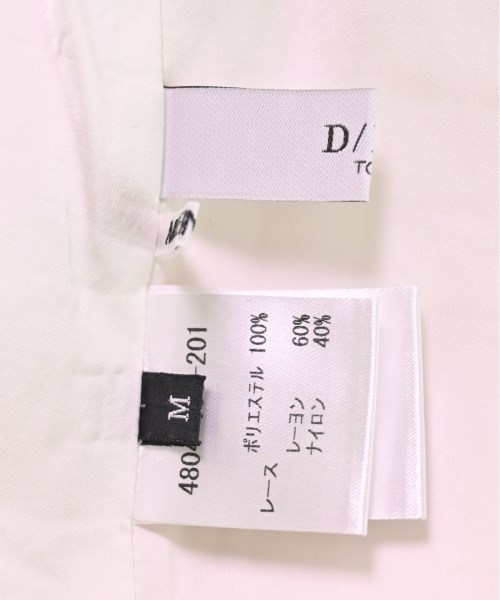 D/
TO
M
480 -201
ポリエステル 100%
レース
レーヨン 60%
ナイロン 40%